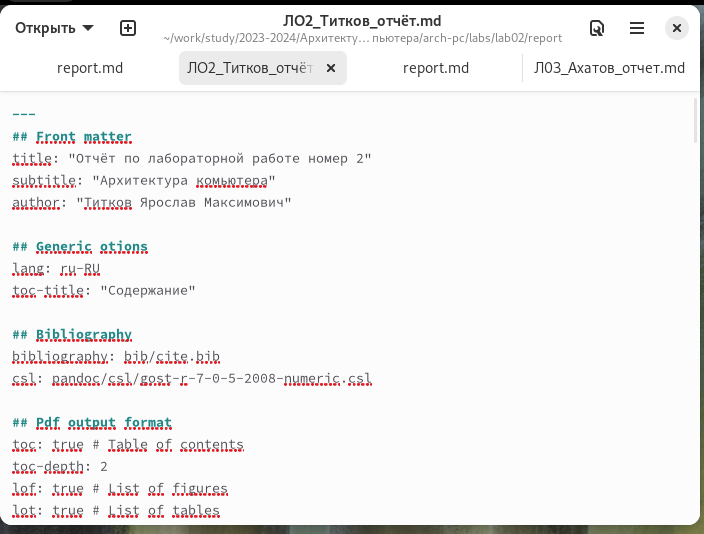 Открыть
ЛО2_Титков_отчёт.md
~/work/study/2023-2024/Архитекту… пьютера/arch-pc/labs/lab02/report
report.md
ЛО2_Титков_отчёт
report.md
Л03_Ахатов_отчет.md
---
## Front matter
title: "Отчёт по лабораторной работе номер 2"
subtitle: "Архитектура комьютера"
author: "Титков Ярослав Максимович"
## Generic otions
lang: ru-RU
toc-title: "Содержание"
## Bibliography
bibliography: bib/cite.bib
csl: pandoc/csl/gost-r-7-0-5-2008-numeric.csl
## Pdf output format
toc: true # Table of contents
toc-depth: 2
lof: true # List of figures
lot: true # List of tables